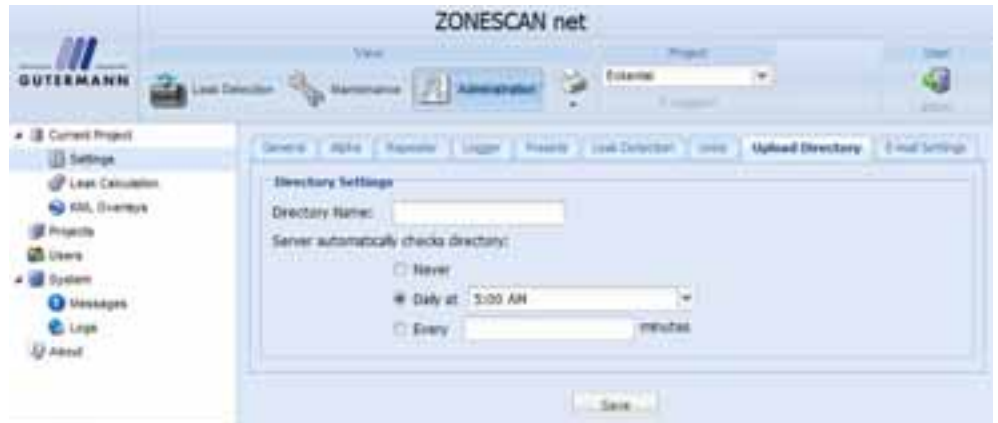 ZONESCAN net
GUTERMANN
View
Project
User
Leak Detection
Maintenance
Administration
External
Current Project
Settings
Leak Calculation
KML Overlays
Projects
Users
System
Messages
Logs
About
General
Alpha
Repeater
Logger
Presets
Leak Detection
Units
Upload Directory
E-mail Settings
Directory Settings
Directory Name:
Server automatically checks directory:
Never
Daily at 5:00 AM
Every minutes
Save